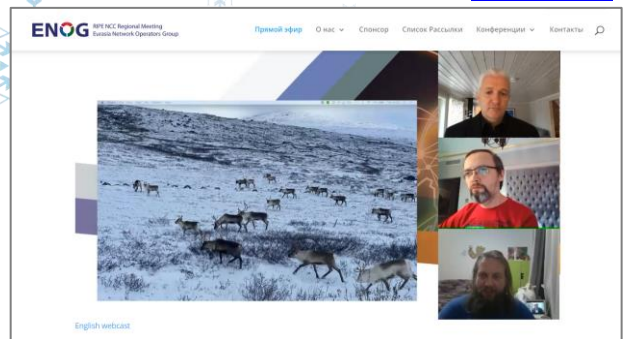 ENOG
RIPE NCC Regional Meeting
Eurasia Network Operators Group
Прямой эфир О нас Спонсор Список Рассылки Конференции Контакты
English webcast